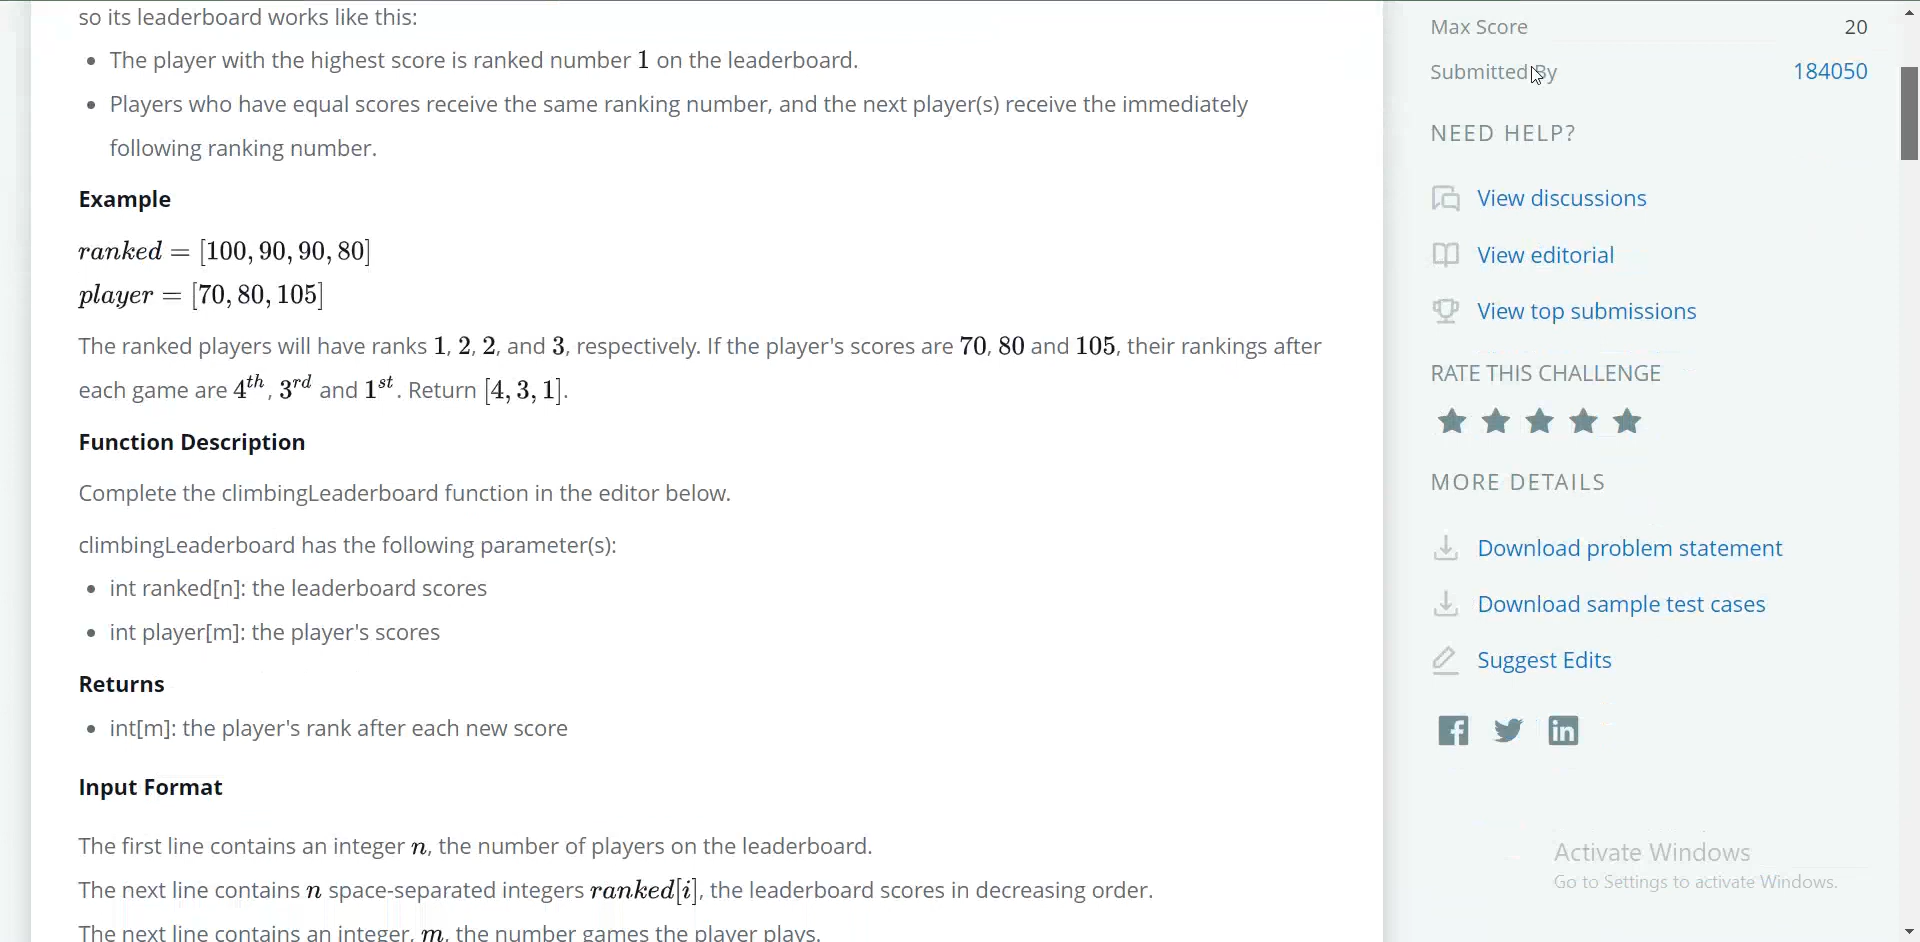 so its leaderboard works like this:
• The player with the highest score is ranked number 1 on the leaderboard.
• Players who have equal scores receive the same ranking number, and the next player(s) receive the immediately
following ranking number.
Example
ranked = [100, 90, 90, 80]
player = [70, 80, 105]
The ranked players will have ranks 1, 2, 2, and 3, respectively. If the player's scores are 70, 80 and 105, their rankings after
each game are 4th, 3rd and 1st. Return [4, 3, 1].
Function Description
Complete the climbingLeaderboard function in the editor below.
climbingLeaderboard has the following parameter(s):
• int ranked[n]: the leaderboard scores
• int player[m]: the player's scores
Returns
• int[m]: the player's rank after each new score
Input Format
The first line contains an integer n, the number of players on the leaderboard.
The next line contains n space-separated integers ranked[i], the leaderboard scores in decreasing order.
The next line contains an integer, m, the number games the player plays.
Max Score 20
Submitted By 184050
NEED HELP?
View discussions
View editorial
View top submissions
RATE THIS CHALLENGE
MORE DETAILS
Download problem statement
Download sample test cases
Suggest Edits
Activate Windows
Go to Settings to activate Windows.